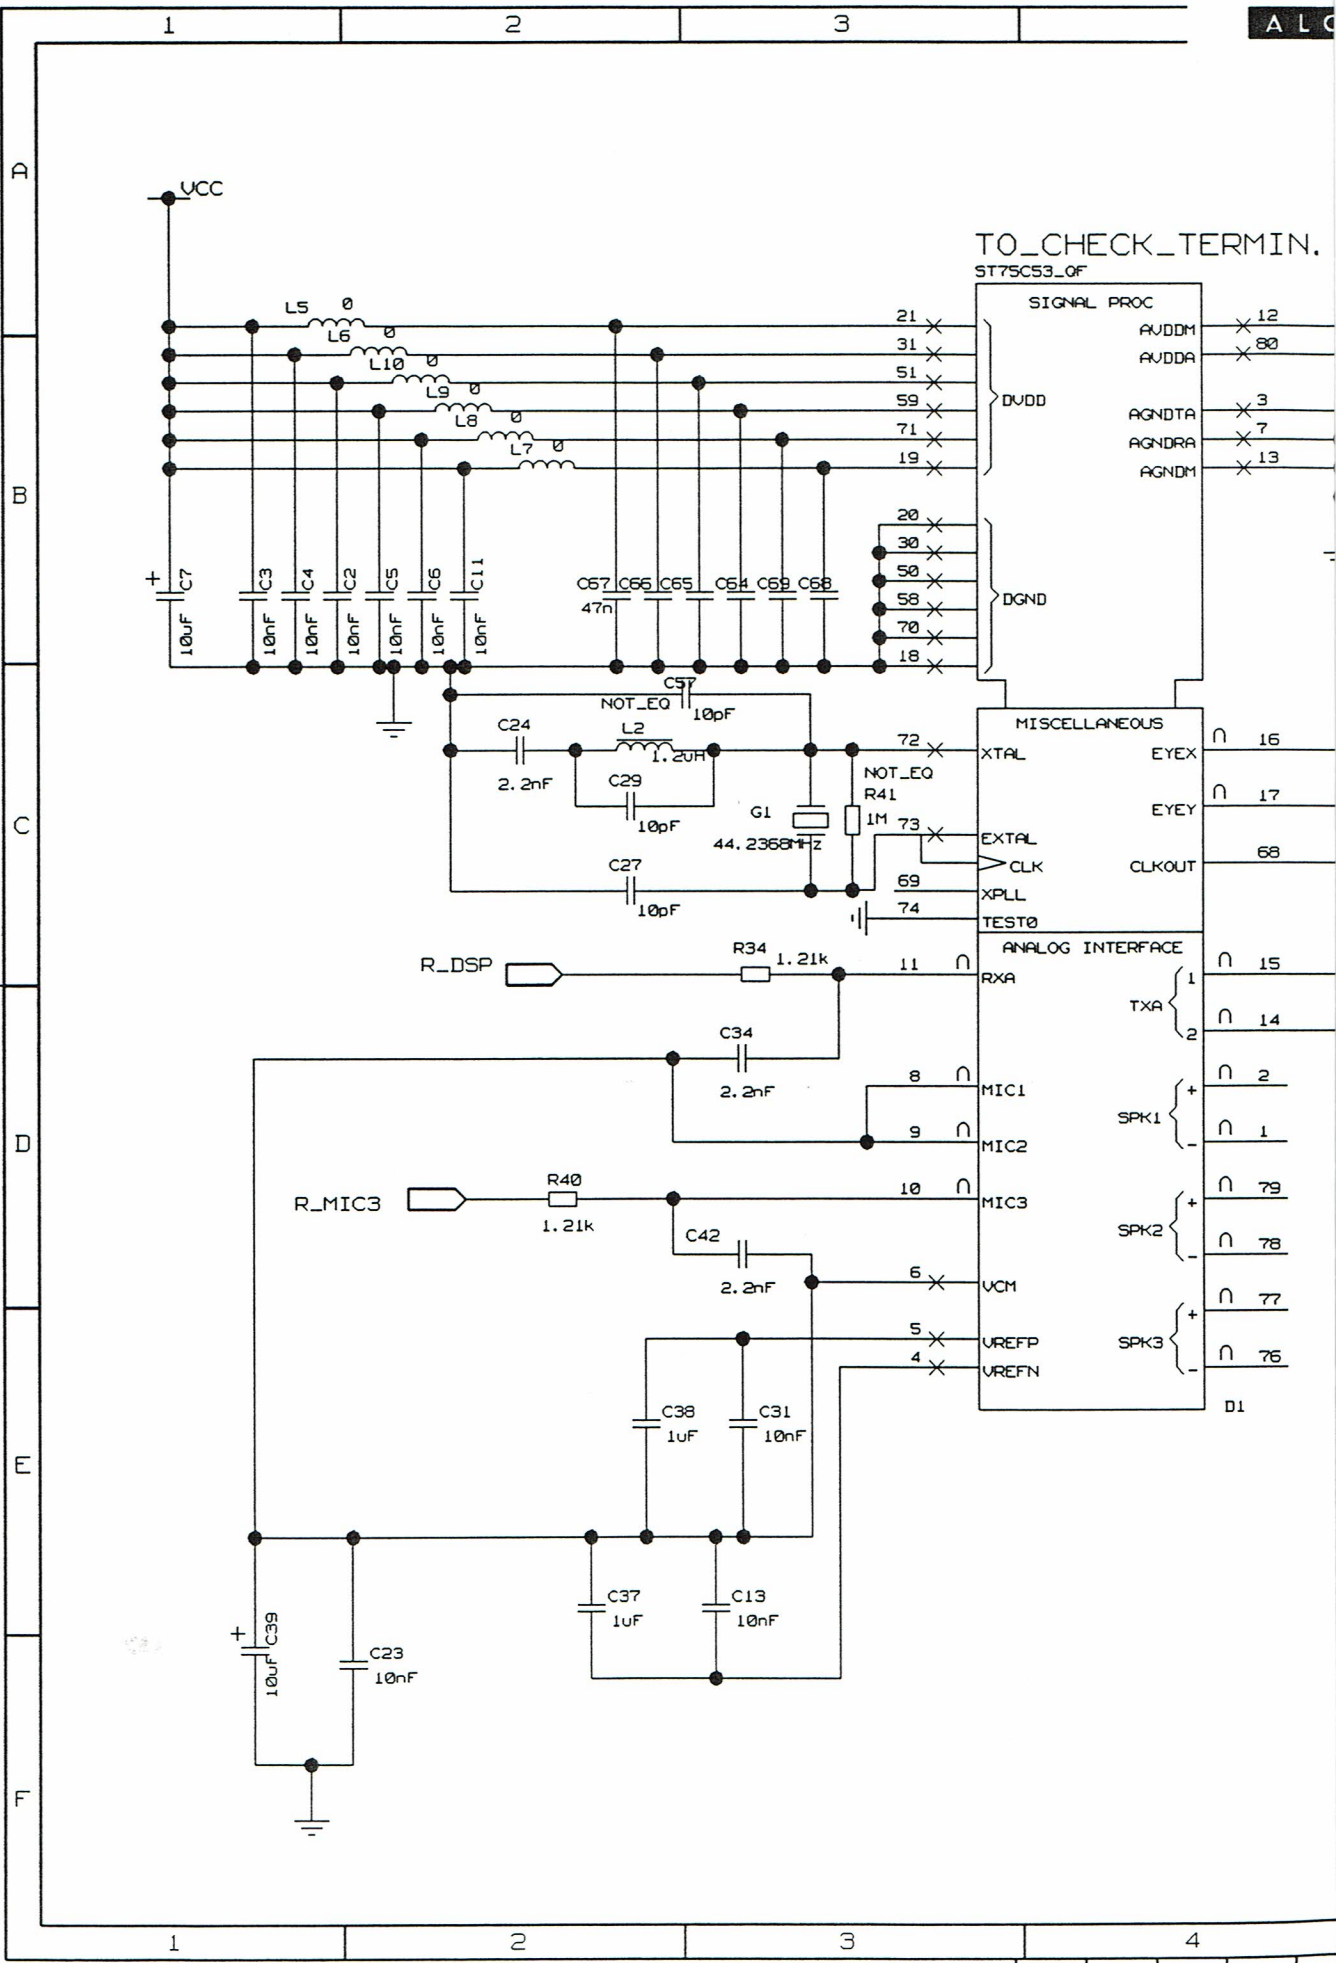 1 2 3
A L C
A
VCC
TO_CHECK_TERMIN.
ST75C53_QF
SIGNAL PROC
L5 0 21 AVDDM 12
L6 0 31 AVDDA 80
L10 0 51
L9 0 59 DVDD AGNDTA 3
L8 0 71 AGNDRA 7
L7 0 19 AGNDM 13
B
20
30
50
58 DGND
70
18
+ C7 C3 C4 C2 C5 C6 C11 C67 C66 C65 C64 C69 C68
10uF 10nF 10nF 10nF 10nF 10nF 10nF 47n
C57
NOT_EQ 10pF
MISCELLANEOUS
C24 L2 72 XTAL EYEX 16
2.2nF 1.2uH
NOT_EQ
C29 R41
10pF 1M
G1 EYEY 17
44.2368MHz
C
73 EXTAL
CLK CLKOUT 68
C27 69 XPLL
10pF 74 TEST0
ANALOG INTERFACE
R_DSP R34 1.21k 11 RXA 1 15
TXA
2 14
C34
2.2nF
8 MIC1 + 2
SPK1
D
9 MIC2 - 1
R_MIC3 R40 10 MIC3 + 79
1.21k
SPK2
C42 - 78
2.2nF 6 VCM
+ 77
5 VREFP SPK3
4 VREFN - 76
D1
C38 C31
1uF 10nF
E
C37 C13
1uF 10nF
+ C39
10uF
C23
10nF
F
1 2 3 4